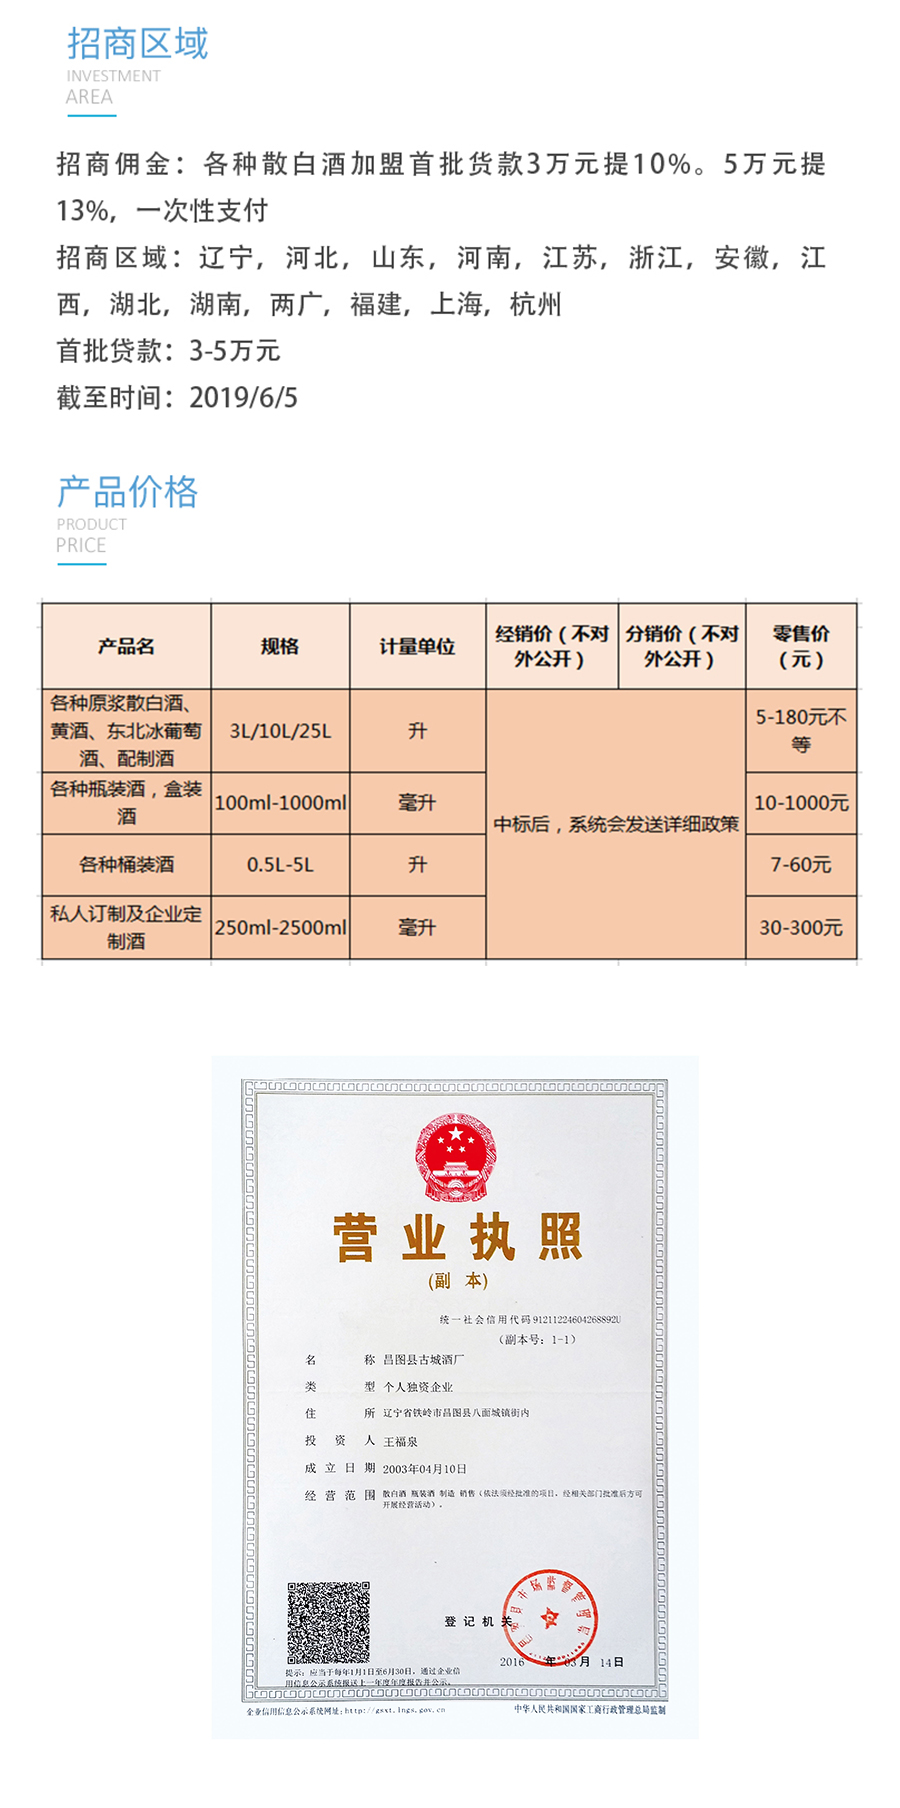 招商区域
INVESTMENT
AREA
招商佣金：各种散白酒加盟首批货款3万元提10%。5万元提
13%，一次性支付
招商区域：辽宁，河北，山东，河南，江苏，浙江，安徽，江
西，湖北，湖南，两广，福建，上海，杭州
首批贷款：3-5万元
截至时间：2019/6/5
产品价格
PRODUCT
PRICE
产品名 规格 计量单位 经销价（不对外公开） 分销价（不对外公开） 零售价（元）
各种原浆散白酒、黄酒、东北冰葡萄酒、配制酒 3L/10L/25L 升 5-180元不等
各种瓶装酒，盒装酒 100ml-1000ml 毫升 10-1000元
中标后，系统会发送详细政策
各种桶装酒 0.5L-5L 升 7-60元
私人订制及企业定制酒 250ml-2500ml 毫升 30-300元
营业执照
(副 本)
统一社会信用代码 91211224604268892U
（副本号：1-1）
名 称 昌图县古城酒厂
类 型 个人独资企业
住 所 辽宁省铁岭市昌图县八面城镇街内
投 资 人 王福泉
成 立 日 期 2003年04月10日
经 营 范 围 散白酒 瓶装酒 制造 销售（依法须经批准的项目，经相关部门批准后方可
开展经营活动）。
登 记 机 关
2016 年 03月 14日
提示：应当于每年1月1日至6月30日，通过企业信
用信息公示系统报送上一年度年度报告并公示。
企业信用信息公示系统网址：http://gsxt.lngs.gov.cn
中华人民共和国国家工商行政管理总局监制